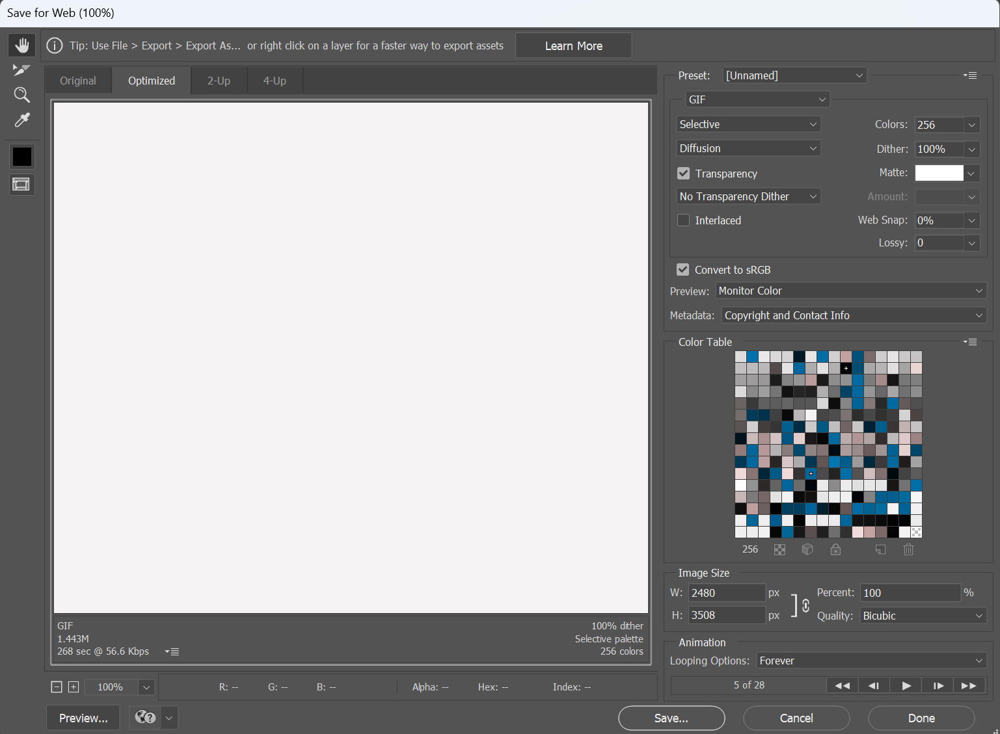 Save for Web (100%)
Tip: Use File > Export > Export As... or right click on a layer for a faster way to export assets
Learn More
Original
Optimized
2-Up
4-Up
Preset: [Unnamed]
GIF
Selective
Colors: 256
Diffusion
Dither: 100%
Transparency
Matte:
No Transparency Dither
Amount:
Interlaced
Web Snap: 0%
Lossy: 0
Convert to sRGB
Preview: Monitor Color
Metadata: Copyright and Contact Info
Color Table
256
Image Size
W: 2480 px
Percent: 100 %
H: 3508 px
Quality: Bicubic
Animation
Looping Options: Forever
5 of 28
GIF
1.443M
268 sec @ 56.6 Kbps
100% dither
Selective palette
256 colors
100%
R: --
G: --
B: --
Alpha: --
Hex: --
Index: --
Preview...
Save...
Cancel
Done